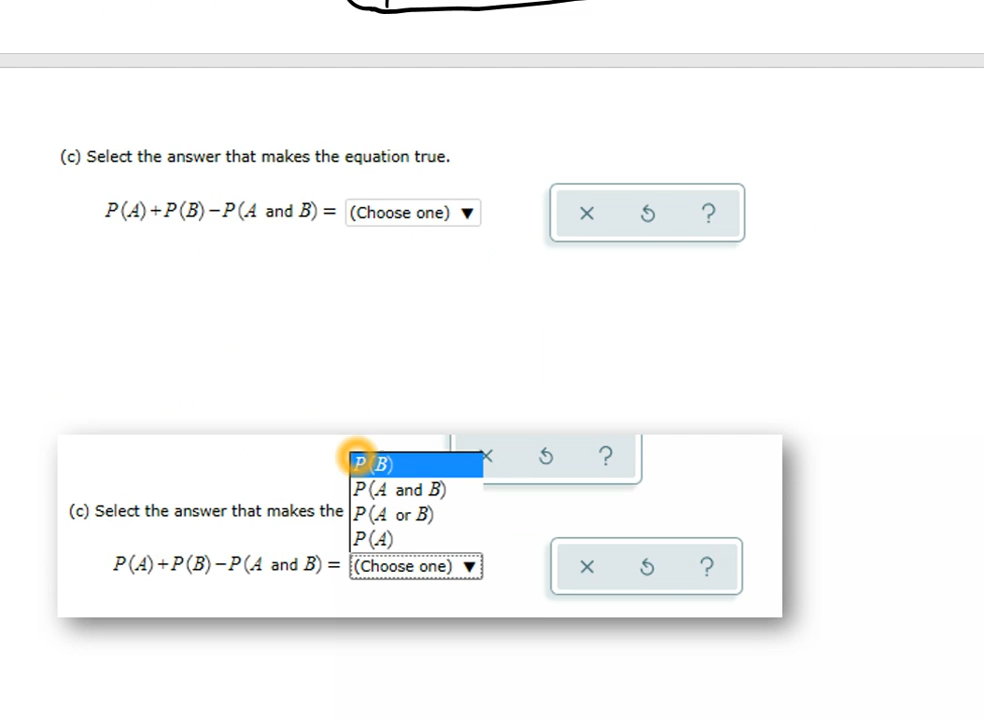 (c) Select the answer that makes the equation true.
P(A)+P(B)−P(A and B) = (Choose one) ▼
× ?
× ?
P(B)
P(A and B)
(c) Select the answer that makes the
P(A or B)
P(A)
P(A)+P(B)−P(A and B) = (Choose one) ▼
× ?